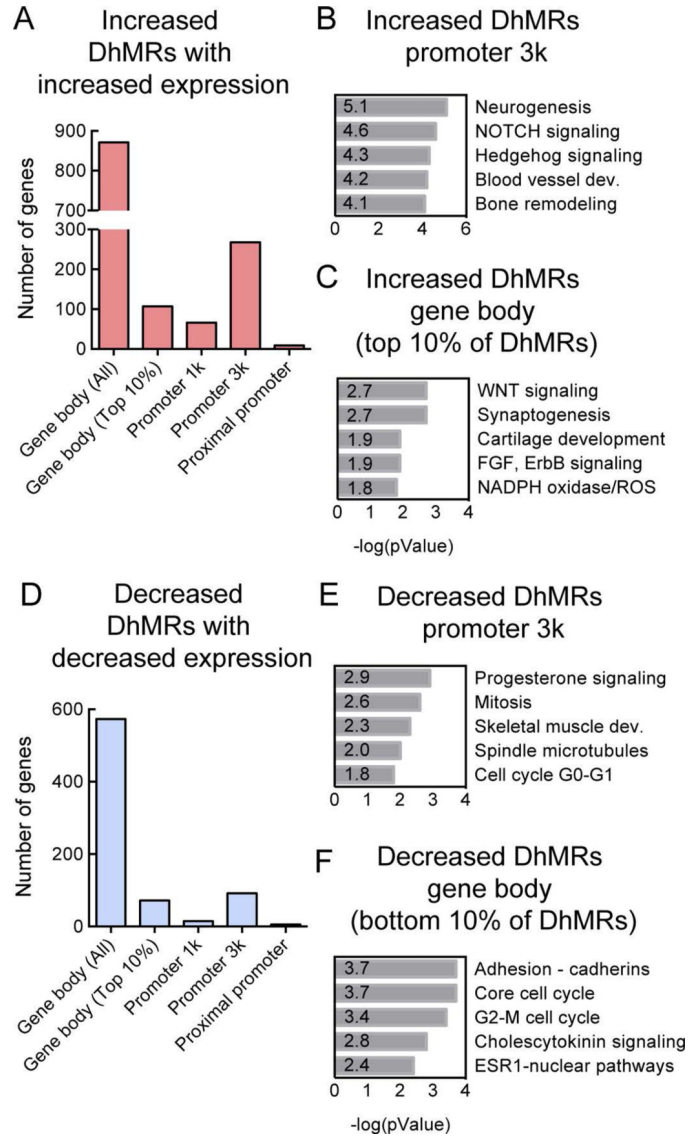 A
Increased
DhMRs with
increased expression
Number of genes
900
800
700
300
200
100
0
Gene body (All)
Gene body (Top 10%)
Promoter 1k
Promoter 3k
Proximal promoter
B
Increased DhMRs
promoter 3k
5.1 Neurogenesis
4.6 NOTCH signaling
4.3 Hedgehog signaling
4.2 Blood vessel dev.
4.1 Bone remodeling
0 2 4 6
C
Increased DhMRs
gene body
(top 10% of DhMRs)
2.7 WNT signaling
2.7 Synaptogenesis
1.9 Cartilage development
1.9 FGF, ErbB signaling
1.8 NADPH oxidase/ROS
0 1 2 3 4
-log(pValue)
D
Decreased
DhMRs with
decreased expression
Number of genes
600
400
200
0
Gene body (All)
Gene body (Top 10%)
Promoter 1k
Promoter 3k
Proximal promoter
E
Decreased DhMRs
promoter 3k
2.9 Progesterone signaling
2.6 Mitosis
2.3 Skeletal muscle dev.
2.0 Spindle microtubules
1.8 Cell cycle G0-G1
0 1 2 3 4
F
Decreased DhMRs
gene body
(bottom 10% of DhMRs)
3.7 Adhesion - cadherins
3.7 Core cell cycle
3.4 G2-M cell cycle
2.8 Cholescytokinin signaling
2.4 ESR1-nuclear pathways
0 1 2 3 4
-log(pValue)